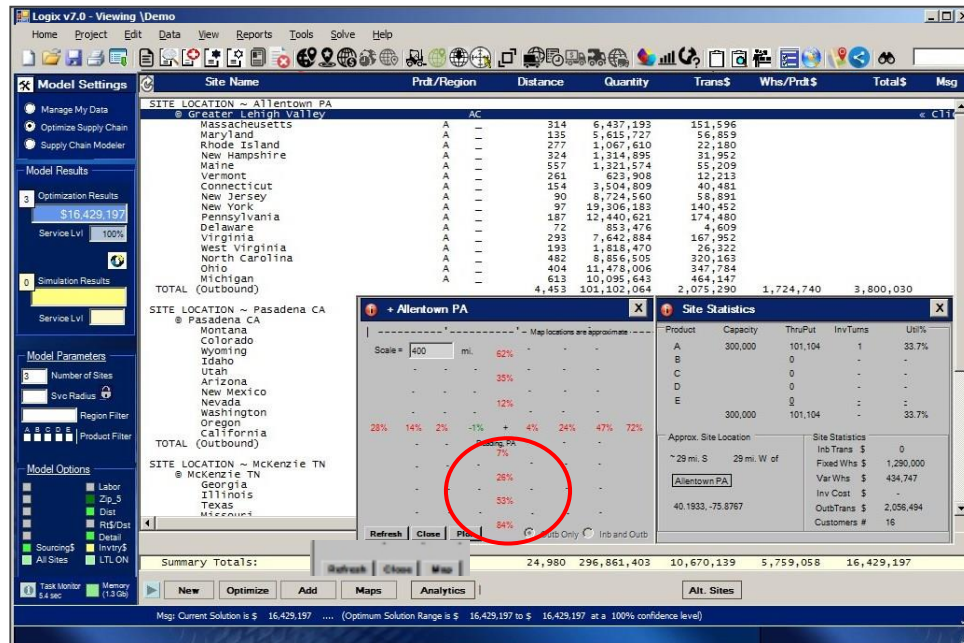 Logix v7.0 - Viewing \Demo
Home Project Edit Data View Reports Tools Solve Help
Model Settings
Site Name Prdt/Region Distance Quantity Trans$ Whs/Prdt$ Total$ Msg
Manage My Data
Optimize Supply Chain
Supply Chain Modeler
Model Results
3 Optimization Results
$16,429,197
Service Lvl 100%
0 Simulation Results
Service Lvl
Model Parameters
3 Number of Sites
Svc Radius
Region Filter
A B C D E Product Filter
Model Options
Labor
Zip_5
Dist
Rt$/Dst
Detail
Sourcing$ Invtry$
All Sites LTL ON
Task Monitor 5.4 sec
Memory (1.3 Gb)
SITE LOCATION ~ Allentown PA
@ Greater Lehigh Valley AC « Clic
Massacheusetts A _ 314 6,437,193 151,596
Maryland A _ 135 5,615,727 56,859
Rhode Island A _ 277 1,067,610 22,180
New Hampshire A _ 324 1,314,895 31,952
Maine A _ 557 1,321,574 55,209
Vermont A _ 261 623,908 12,213
Connecticut A _ 154 3,504,809 40,481
New Jersey A _ 90 8,724,560 58,891
New York A _ 97 19,306,183 140,452
Pennsylvania A _ 187 12,440,621 174,480
Delaware A _ 72 853,476 4,609
Virginia A _ 293 7,642,884 167,952
West Virginia A _ 193 1,818,470 26,322
North Carolina A _ 482 8,856,505 320,163
Ohio A _ 404 11,478,006 347,784
Michigan A _ 613 10,095,643 464,147
TOTAL (Outbound) 4,453 101,102,064 2,075,290 1,724,740 3,800,030
SITE LOCATION ~ Pasadena CA
@ Pasadena CA
Montana
Colorado
Wyoming
Idaho
Utah
Arizona
New Mexico
Nevada
Washington
Oregon
California
TOTAL (Outbound)
SITE LOCATION ~ McKenzie TN
@ McKenzie TN
Georgia
Illinois
Texas
Missouri
+ Allentown PA X
Map locations are approximate
Scale = 400 mi.
62%
35%
12%
28% 14% 2% -1% + 4% 24% 47% 72%
Reading, PA
7%
26%
53%
84%
Refresh Close Plot Outb Only Inb and Outb
Site Statistics X
Product Capacity ThruPut InvTurns Util%
A 300,000 101,104 1 33.7%
B 0 - -
C 0 - -
D 0 - -
E 0 - -
300,000 101,104 - 33.7%
Approx. Site Location
~ 29 mi. S 29 mi. W of
Allentown PA
40.1933, -75.8767
Site Statistics
Inb Trans $ 0
Fixed Whs $ 1,290,000
Var Whs $ 434,747
Inv Cost $ -
OutbTrans $ 2,056,494
Customers # 16
Summary Totals: 24,980 296,861,403 10,670,139 5,759,058 16,429,197
Refresh Close Map
New Optimize Add Maps Analytics Alt. Sites
Msg: Current Solution is $ 16,429,197 .... (Optimum Solution Range is $ 16,429,197 to $ 16,429,197 at a 100% confidence level)